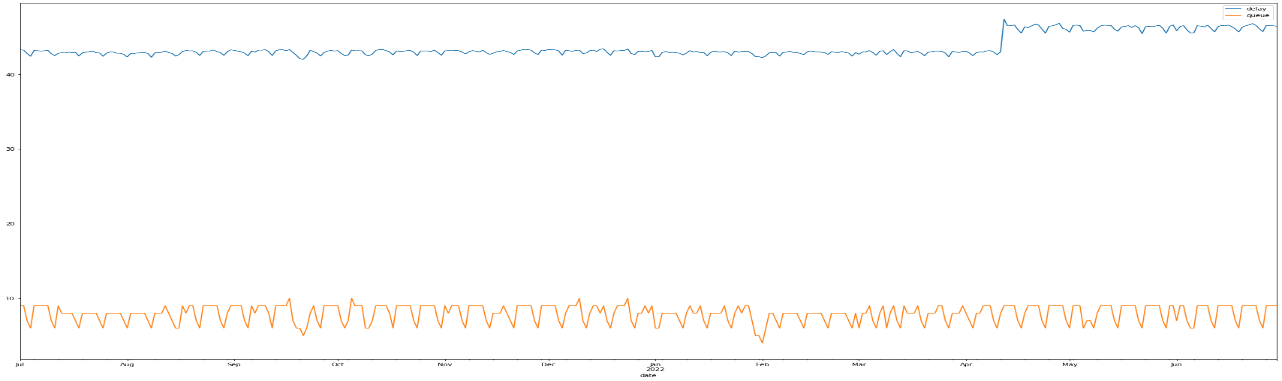 delay
queue
40
30
20
10
Jul Aug Sep Oct Nov Dec Jan Feb Mar Apr May Jun
2022
date